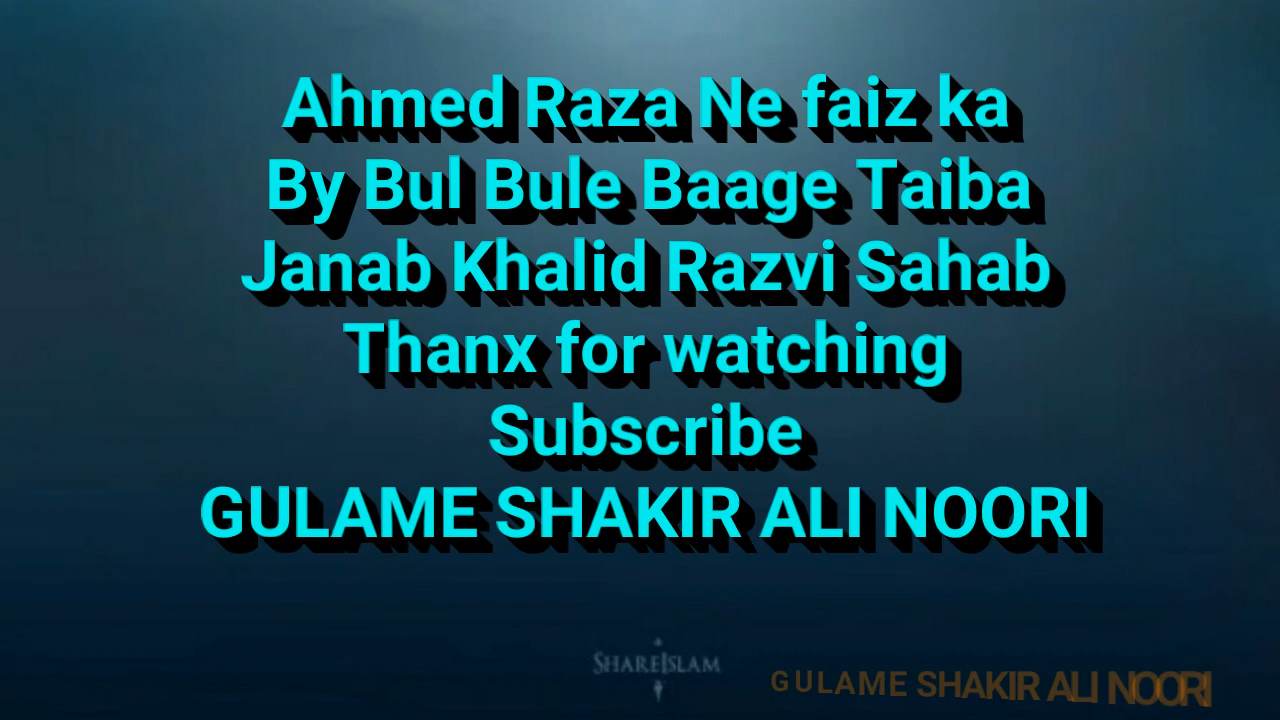 Ahmed Raza Ne faiz ka
By Bul Bule Baage Taiba
Janab Khalid Razvi Sahab
Thanx for watching
Subscribe
GULAME SHAKIR ALI NOORI
SHAREISLAM
GULAME SHAKIR ALI NOORI